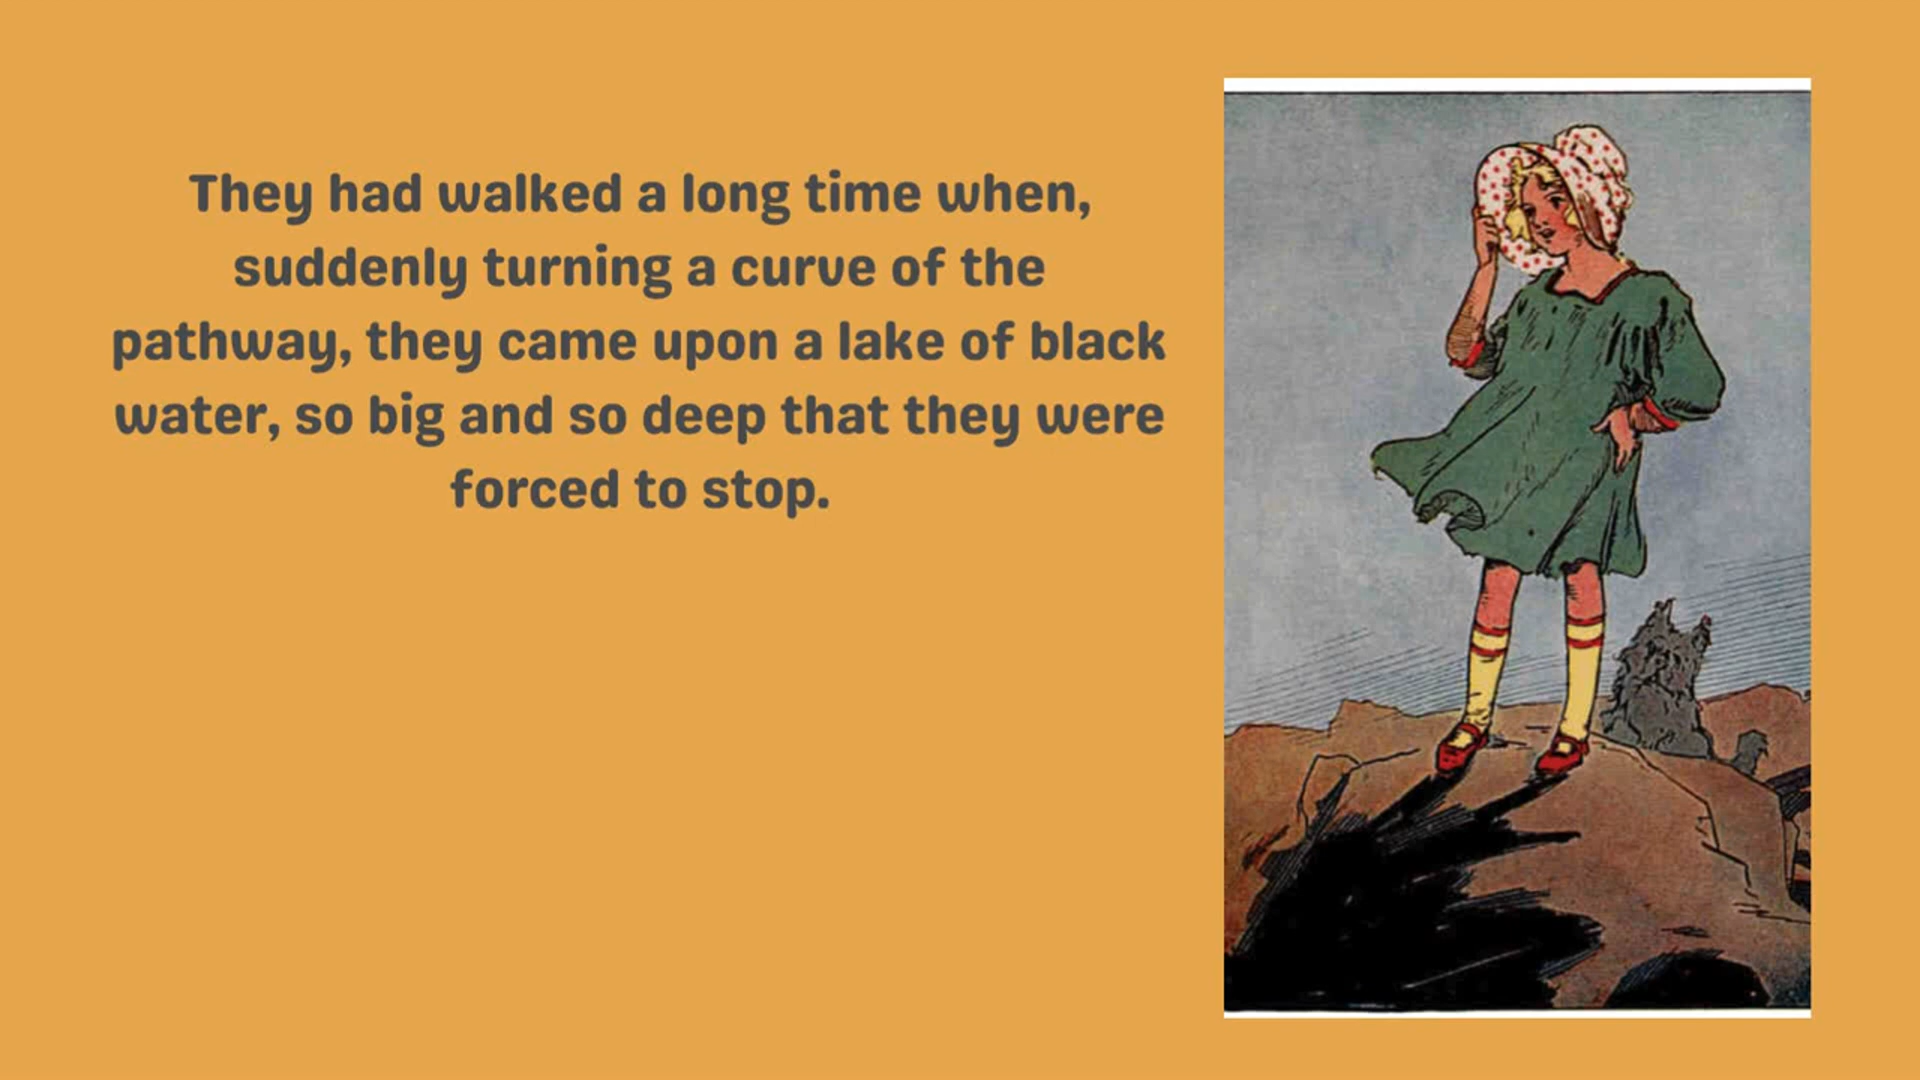 They had walked a long time when,
suddenly turning a curve of the
pathway, they came upon a lake of black
water, so big and so deep that they were
forced to stop.